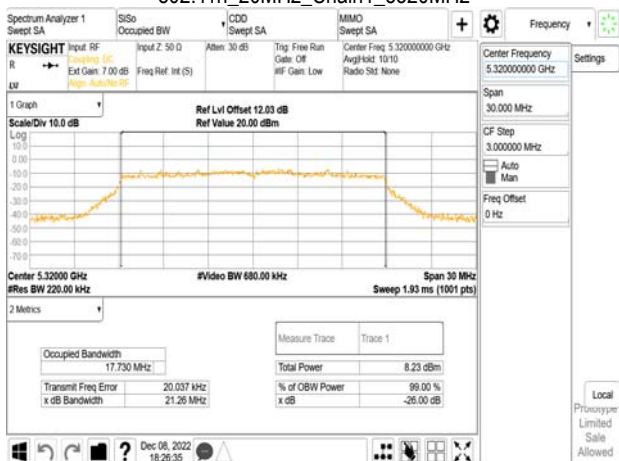 802.11n_20MHz_Chain1_5320MHz
Spectrum Analyzer 1
Swept SA
SiSo
Occupied BW
CDD
Swept SA
MIMO
Swept SA
+
Frequency
KEYSIGHT
R
LU
Input: RF
Coupling: DC
Ext Gain: 7.00 dB
Align: Auto/No RF
Input Z: 50 Ω
Freq Ref: Int (S)
Atten: 30 dB
Trig: Free Run
Gate: Off
#IF Gain: Low
Center Freq: 5.320000000 GHz
Avg|Hold: 10/10
Radio Std: None
Center Frequency
5.320000000 GHz
Settings
Span
30.000 MHz
CF Step
3.000000 MHz
Auto
Man
Freq Offset
0 Hz
1 Graph
Scale/Div 10.0 dB
Ref Lvl Offset 12.03 dB
Ref Value 20.00 dBm
Log
10.0
0.00
-10.0
-20.0
-30.0
-40.0
-50.0
-60.0
-70.0
Center 5.32000 GHz
#Res BW 220.00 kHz
#Video BW 680.00 kHz
Span 30 MHz
Sweep 1.93 ms (1001 pts)
2 Metrics
Measure Trace Trace 1
Occupied Bandwidth
17.730 MHz
Total Power 8.23 dBm
Transmit Freq Error 20.037 kHz
% of OBW Power 99.00 %
x dB Bandwidth 21.26 MHz
x dB -26.00 dB
Local
Prototype
Limited
Sale
Allowed
?
Dec 08, 2022
18:26:35